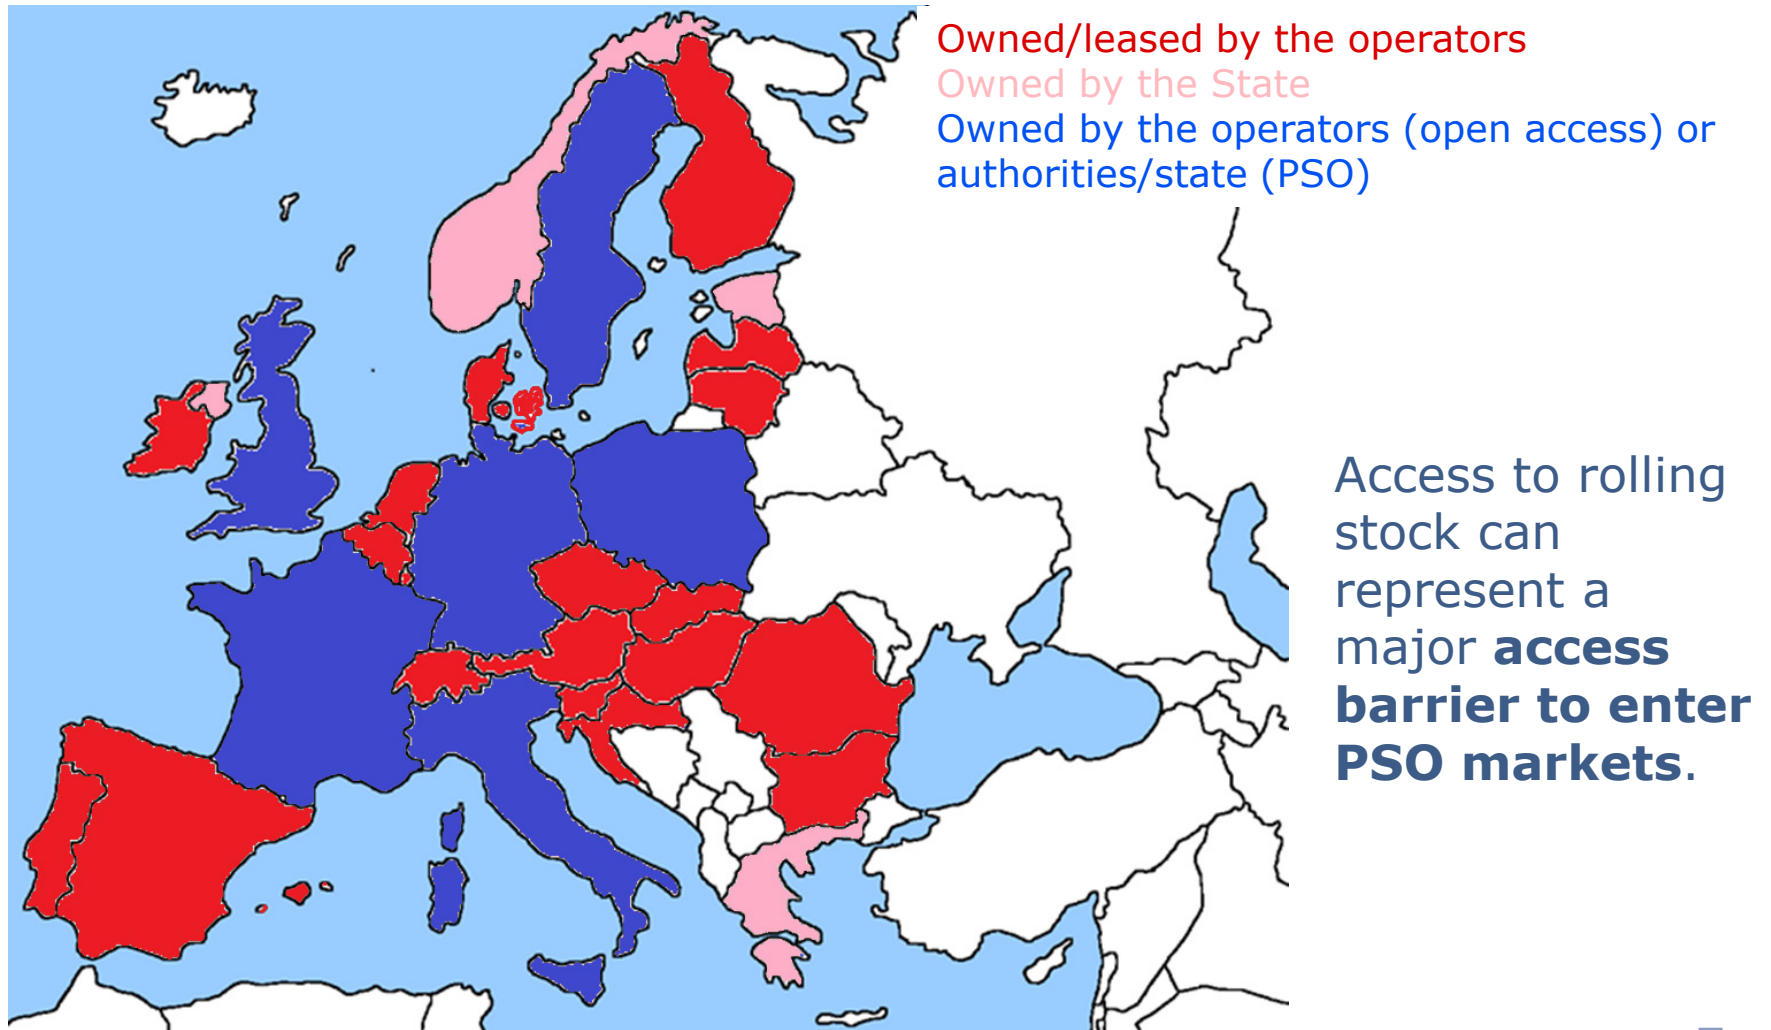 Owned/leased by the operators
Owned by the State
Owned by the operators (open access) or
authorities/state (PSO)
Access to rolling
stock can
represent a
major access
barrier to enter
PSO markets.